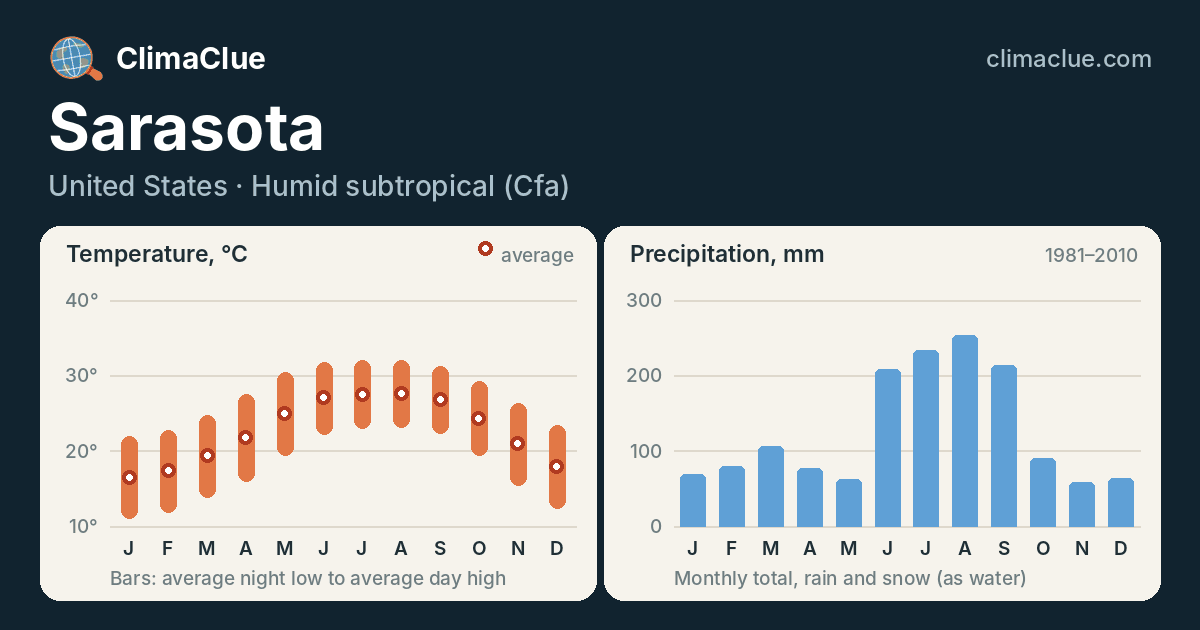 ClimaClue
climaclue.com
Sarasota
United States · Humid subtropical (Cfa)
Temperature, °C
average
40°
30°
20°
10°
J F M A M J J A S O N D
Bars: average night low to average day high
Precipitation, mm
1981–2010
300
200
100
0
J F M A M J J A S O N D
Monthly total, rain and snow (as water)